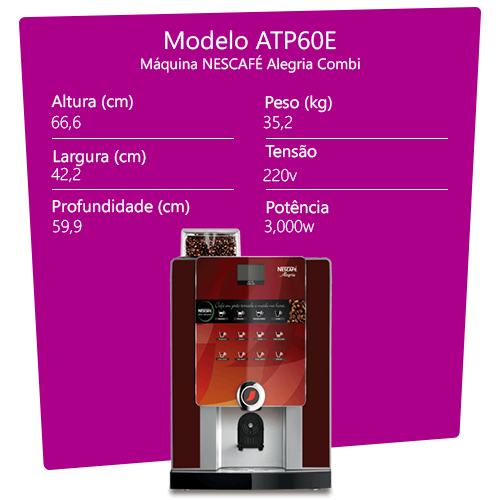 Modelo ATP60E
Máquina NESCAFÉ Alegria Combi
Altura (cm)
66,6
Peso (kg)
35,2
Largura (cm)
42,2
Tensão
220v
Profundidade (cm)
59,9
Potência
3,000w
NESCAFÉ
Alegria
NESCAFÉ